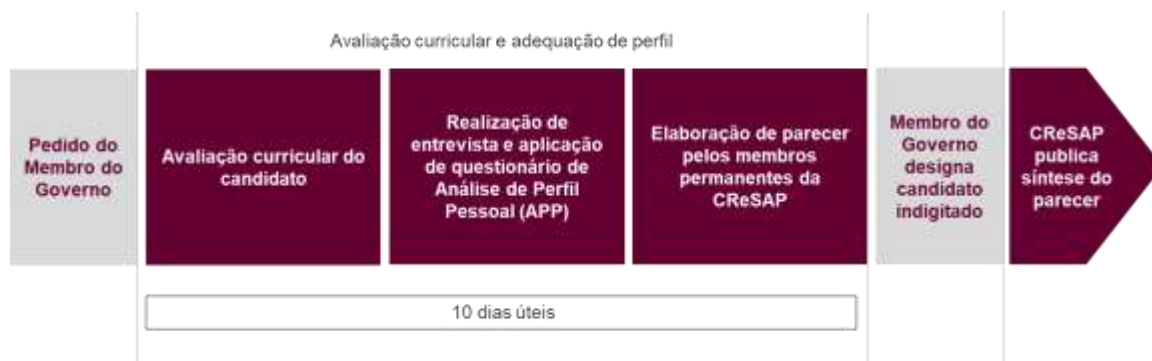 Avaliação curricular e adequação de perfil
Pedido do
Membro do
Governo
Avaliação curricular do
candidato
Realização de
entrevista e aplicação
de questionário de
Análise de Perfil
Pessoal (APP)
Elaboração de parecer
pelos membros
permanentes da
CReSAP
Membro do
Governo
designa
candidato
indigitado
CReSAP
publica
síntese do
parecer
10 dias úteis